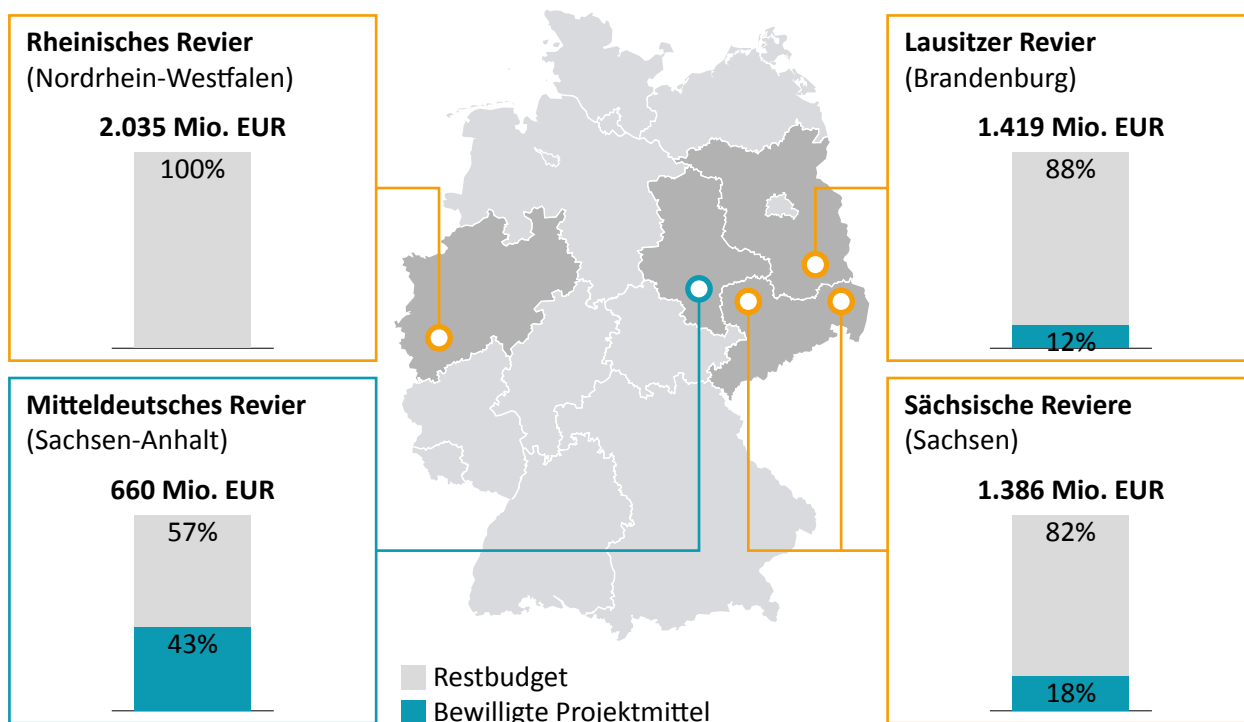 Rheinisches Revier
(Nordrhein-Westfalen)
2.035 Mio. EUR
100%
Lausitzer Revier
(Brandenburg)
1.419 Mio. EUR
88%
12%
Mitteldeutsches Revier
(Sachsen-Anhalt)
660 Mio. EUR
57%
43%
Sächsische Reviere
(Sachsen)
1.386 Mio. EUR
82%
18%
Restbudget
Bewilligte Projektmittel